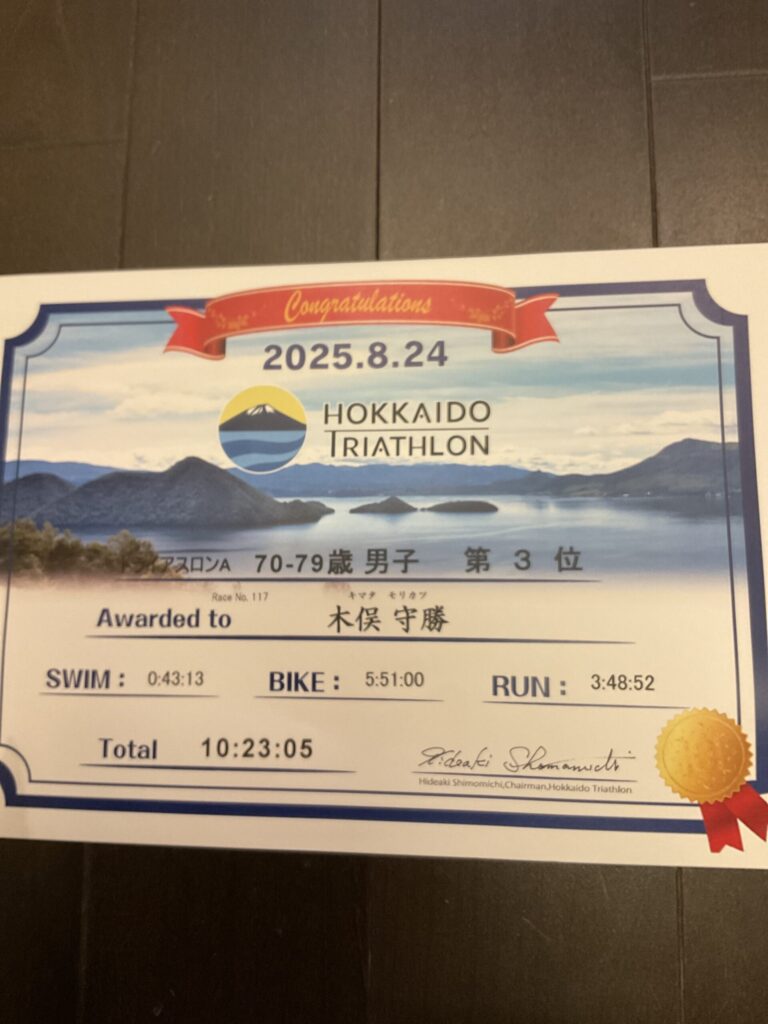 Congratulations
2025.8.24
HOKKAIDO
TRIATHLON
トライアスロンA 70-79歳 男子 第 3 位
Race No. 117 キマタ モリカツ
Awarded to 木俣 守勝
SWIM : 0:43:13 BIKE : 5:51:00 RUN : 3:48:52
Total 10:23:05
Hideaki Shimomichi
Hideaki Shimomichi,Chairman,Hokkaido Triathlon